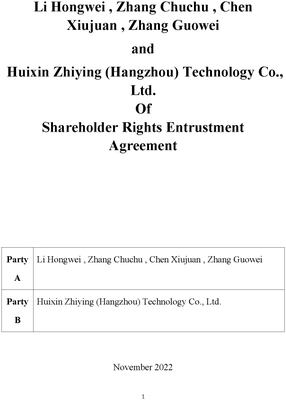 Li Hongwei , Zhang Chuchu , Chen
Xiujuan , Zhang Guowei
and
Huixin Zhiying (Hangzhou) Technology Co.,
Ltd.
Of
Shareholder Rights Entrustment
Agreement
Party
A
Li Hongwei , Zhang Chuchu , Chen Xiujuan , Zhang Guowei
Party
B
Huixin Zhiying (Hangzhou) Technology Co., Ltd.
November 2022
1